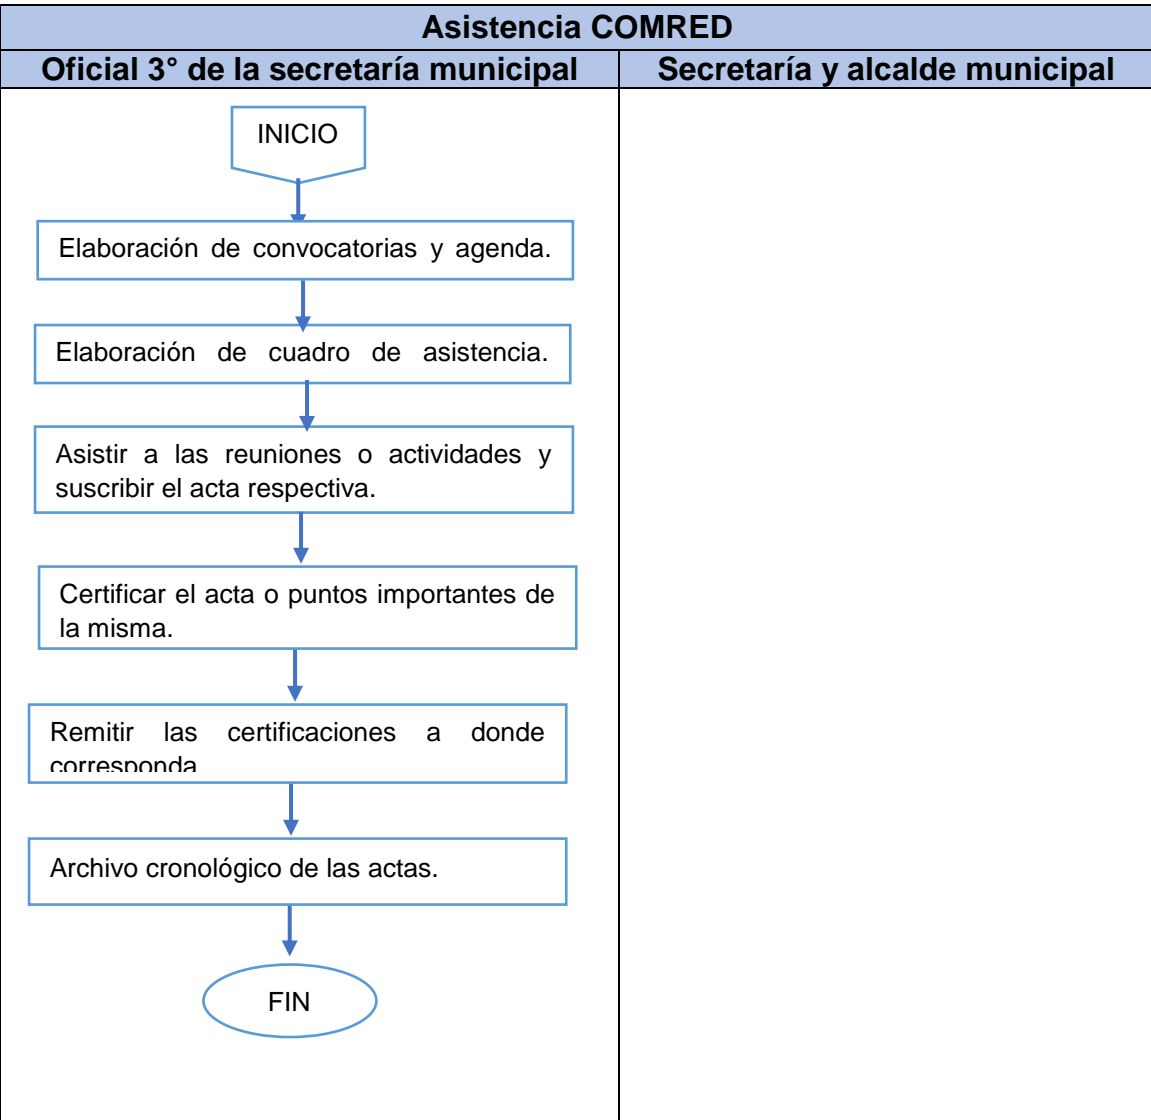 Asistencia COMRED
Oficial 3° de la secretaría municipal
Secretaría y alcalde municipal
INICIO
Elaboración de convocatorias y agenda.
Elaboración de cuadro de asistencia.
Asistir a las reuniones o actividades y
suscribir el acta respectiva.
Certificar el acta o puntos importantes de
la misma.
Remitir las certificaciones a donde
corresponda
Archivo cronológico de las actas.
FIN